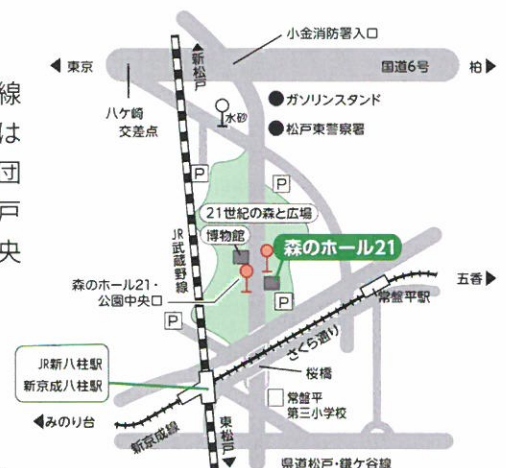 線
は
団
戸
央
小金消防署入口
◀東京
国道6号
柏▶
▲新松戸
八ケ崎
交差点
水砂
●ガソリンスタンド
●松戸東警察署
P
P
21世紀の森と広場
博物館
森のホール21
JR武蔵野線
森のホール21・
公園中央口
P
P
五香▶
常盤平駅
さくら通り
JR新八柱駅
新京成八柱駅
桜橋
常盤平
第三小学校
◀みのり台
新京成線
東松戸▼
県道松戸・鎌ケ谷線